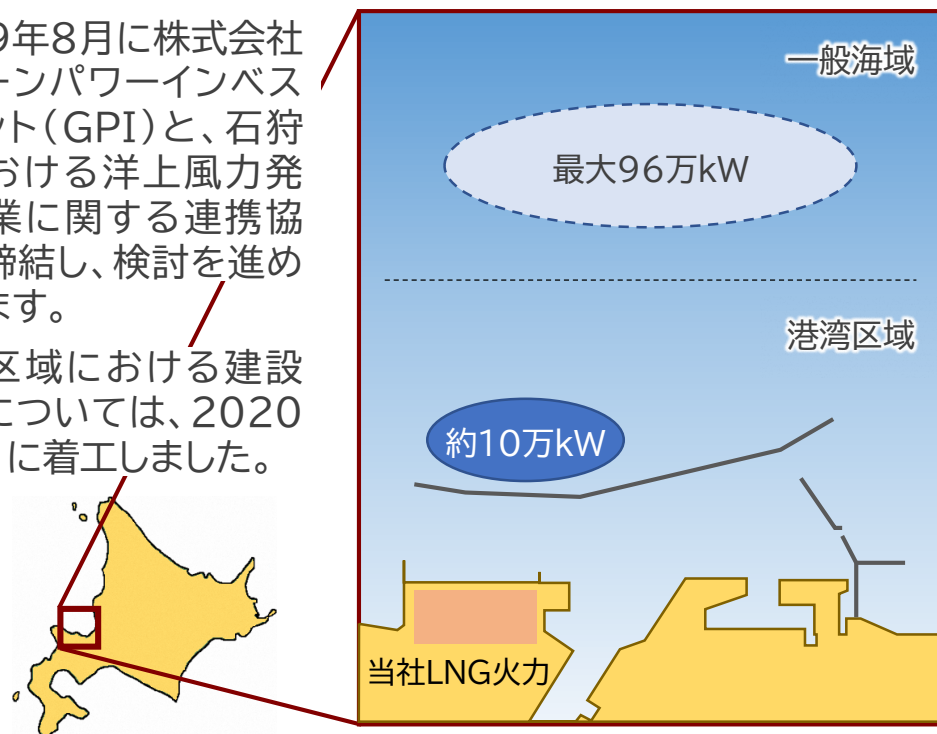 9年8月に株式会社
ーンパワーインベス
ント（GPI）と、石狩
おける洋上風力発
業に関する連携協
締結し、検討を進め
ます。
区域における建設
については、2020
に着工しました。
一般海域
最大96万kW
港湾区域
約10万kW
当社LNG火力